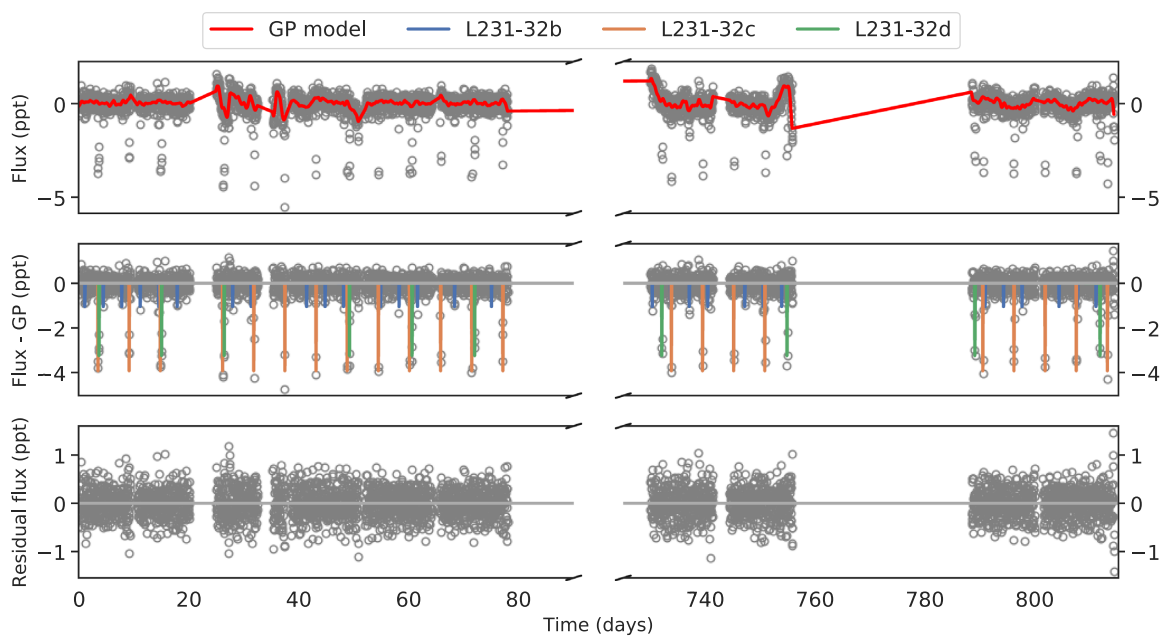 GP model L231-32b L231-32c L231-32d
Flux (ppt)
0
−5
0
−5
Flux - GP (ppt)
0
−2
−4
0
−2
−4
Residual flux (ppt)
1
0
−1
1
0
−1
0 20 40 60 80 740 760 780 800
Time (days)